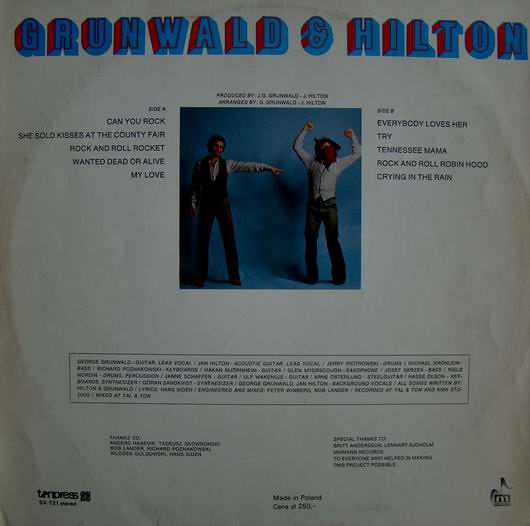 GRUNWALD & HILTON
PRODUCED BY: J.G. GRUNWALD - J. HILTON
ARRANGED BY: G. GRUNWALD - J. HILTON
SIDE A
CAN YOU ROCK
SHE SOLD KISSES AT THE COUNTY FAIR
ROCK AND ROLL ROCKET
WANTED DEAD OR ALIVE
MY LOVE
SIDE B
EVERYBODY LOVES HER
TRY
TENNESSEE MAMA
ROCK AND ROLL ROBIN HOOD
CRYING IN THE RAIN
GEORGE GRUNWALD - GUITAR, LEAD VOCAL / JAN HILTON - ACOUSTIC GUITAR, LEAD VOCAL / JERRY PIOTROWSKI - DRUMS / MICHAEL KRONLEIN -
BASS / RICHARD POZNAKOWSKI - KEYBOARDS / HÅKAN MJÖRNHEIM - GUITAR / GLEN MYERSCOUGH - SAXOPHONE / JOSEF SKRZEK - BASS / NIELS
NORDIN - DRUMS, PERCUSSION / JANNE SCHAFFER - GUITAR / ULF WAKENIUS - GUITAR / ARNE ÖSTERLUND - STEELGUITAR / HASSE OLSON - KEY-
BOARDS, SYNTHESIZER / GÖRAN SANDKVIST - SYNTHESIZER / GEORGE GRUNWALD, JAN HILTON - BACKGROUND VOCALS / ALL SONGS WRITTEN BY:
HILTON & GRUNWALD / LYRICS: HANS SIDÉN / ENGINEERED AND MIXED: PETER WINBERG, BOB LANDER / RECORDED AT TAL & TON AND KMH STU-
DIOS / MIXED AT TAL & TON
THANKS TO:
ANDERS HANEVIK, TADEUSZ SKOWROŃSKI
BOB LANDER, RICHARD POZNAKOWSKI
WŁODEK GULGOWSKI, HANS SIDEN
SPECIAL THANKS TO:
BRITT ANDERSSON, LENNART SJÖHOLM
MARIANN RECORDS
TO EVERYONE WHO HELPED IN MAKING
THIS PROJECT POSSIBLE.
tonpress
SX-T21 stereo
Made in Poland
Cena zł 250,–
m